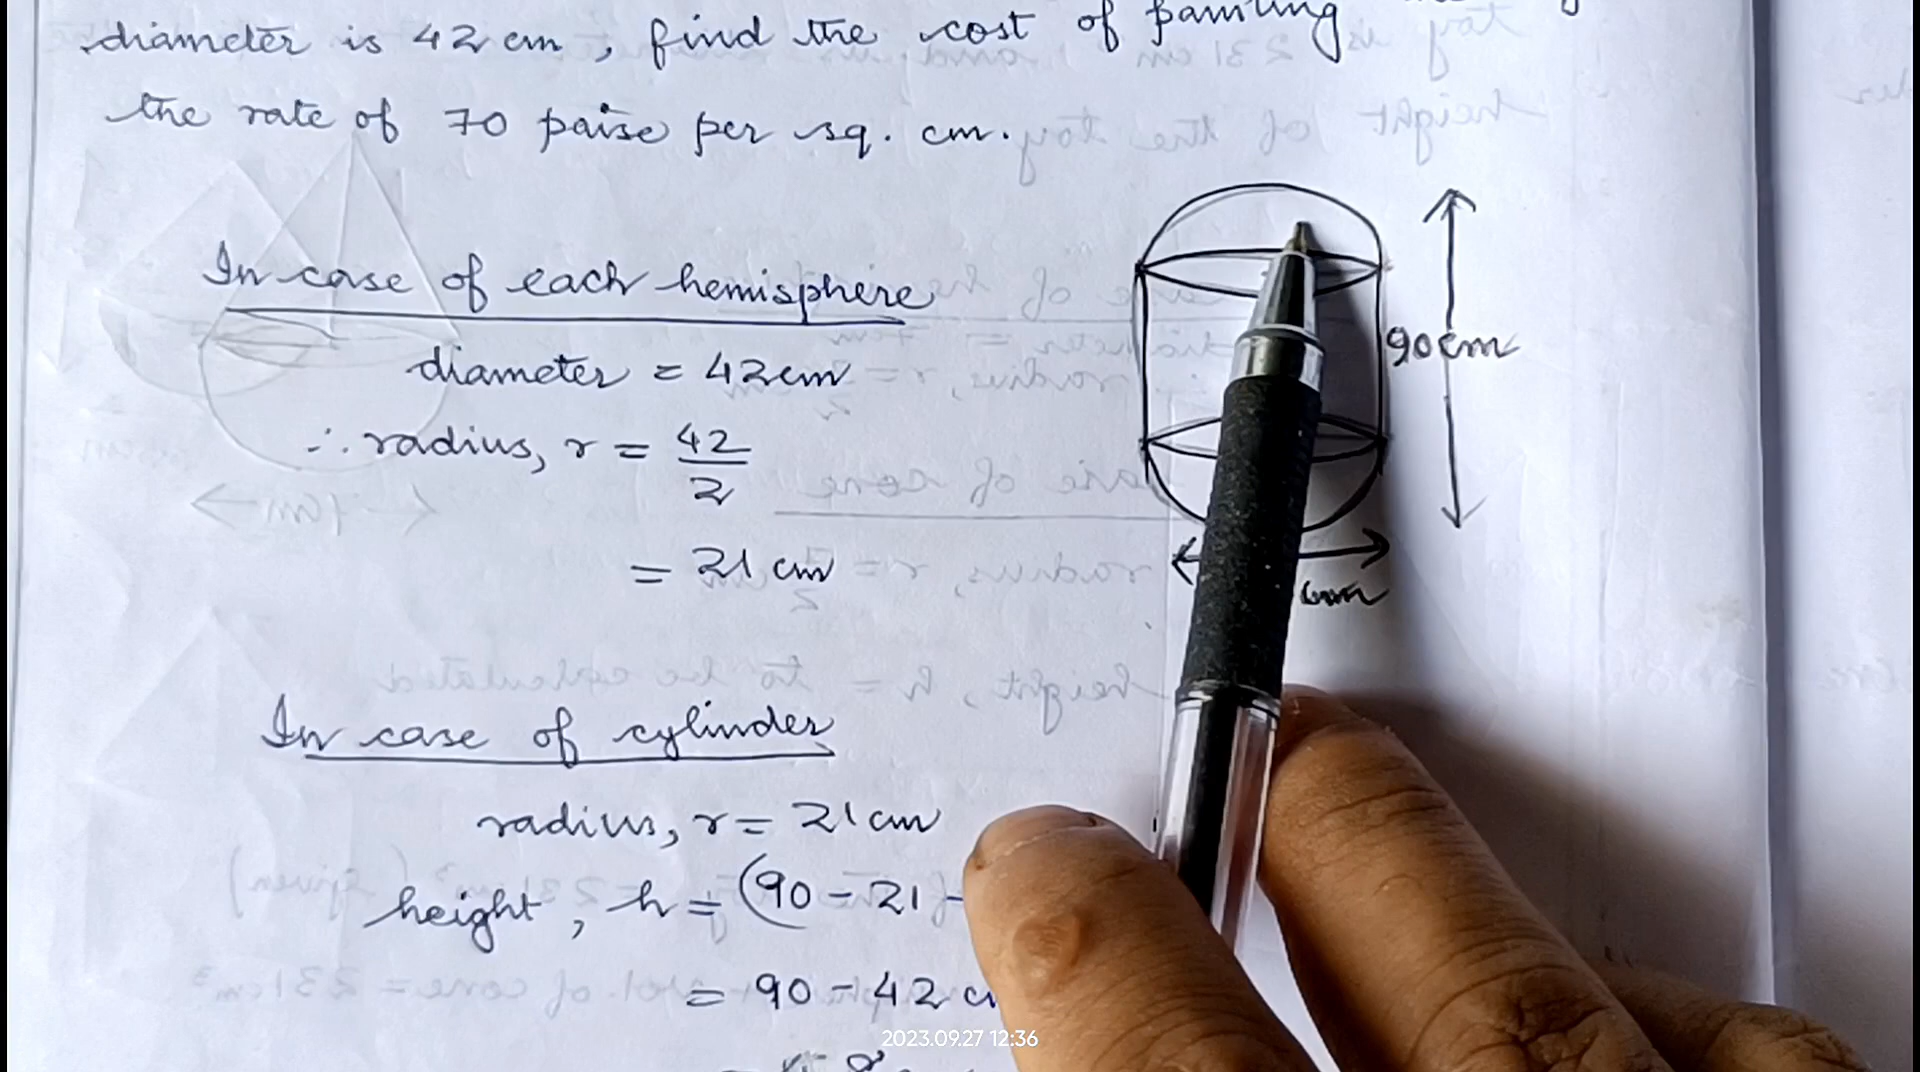 diameter is 42 cm, find the cost of painting
the rate of 70 paise per sq. cm.
In case of each hemisphere
diameter = 42cm
90cm
∴ radius, r = 42/2
= 21 cm
cm
In case of cylinder
radius, r = 21cm
height, h = (90 - 21 -
= 90 - 42 c
2023.09.27 12:36